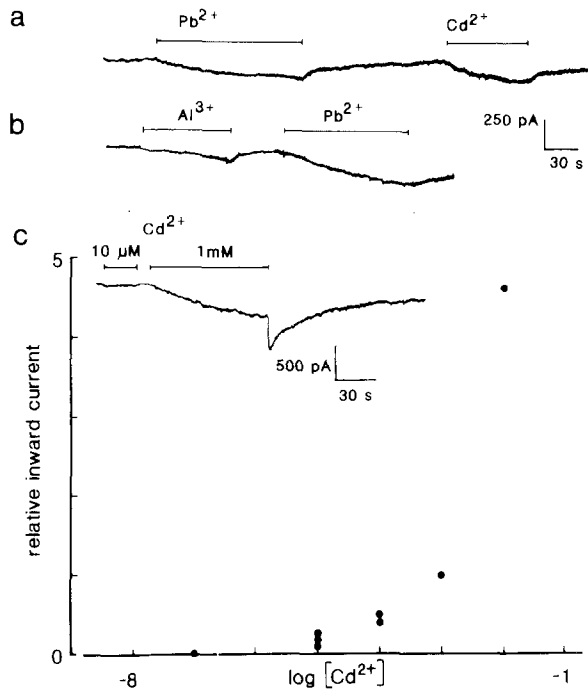 a
Pb²⁺ Cd²⁺
b
Al³⁺ Pb²⁺
250 pA
30 s
c
Cd²⁺
10 μM 1mM
5
500 pA
30 s
relative inward current
0
-8 log [Cd²⁺] -1